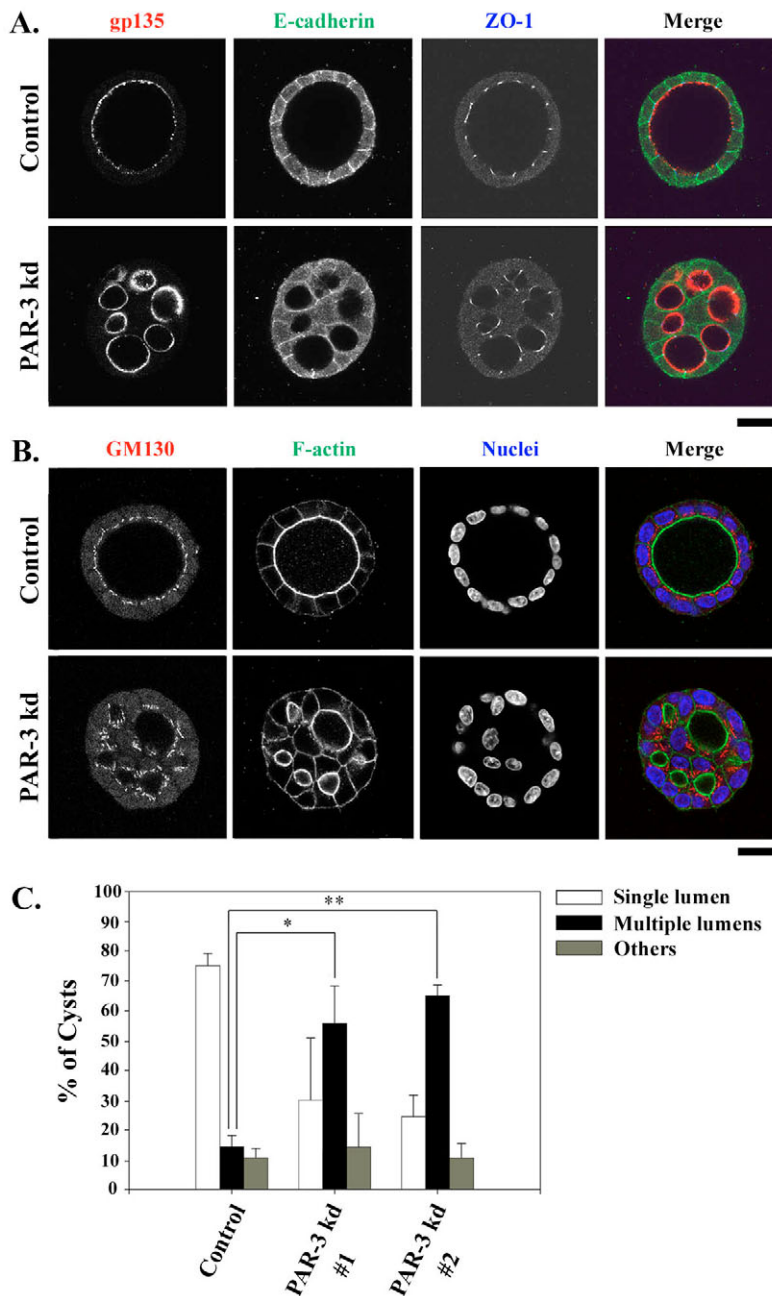 A.
gp135 E-cadherin ZO-1 Merge
Control
PAR-3 kd
B.
GM130 F-actin Nuclei Merge
Control
PAR-3 kd
C.
Single lumen
Multiple lumens
Others
**
*
% of Cysts
100
90
80
70
60
50
40
30
20
10
0
Control
PAR-3 kd
#1
PAR-3 kd
#2